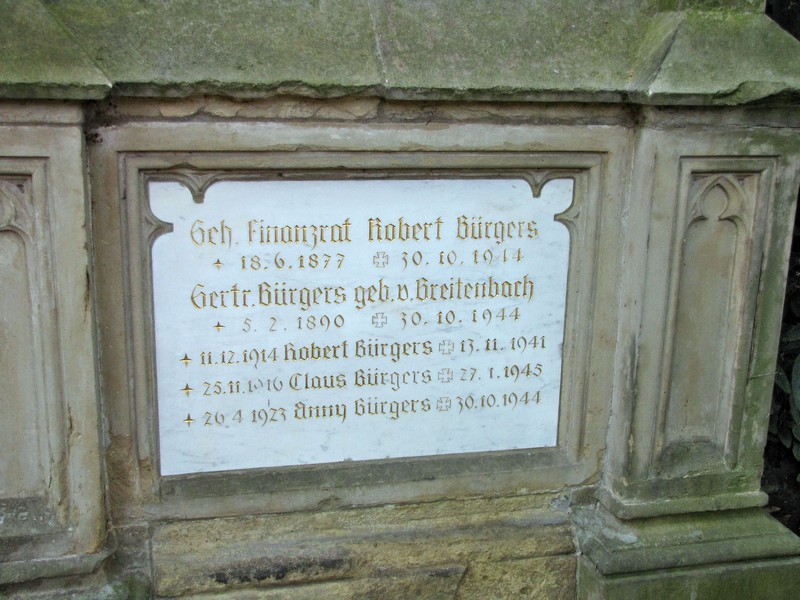 Geh. Finanzrat Robert Bürgers
18. 6. 1877 30. 10. 1944
Gertr. Bürgers geb. v. Breitenbach
5. 2. 1890 30. 10. 1944
11. 12. 1914 Robert Bürgers 13. 11. 1941
25. 11. 1916 Claus Bürgers 27. 1. 1945
26. 4 1923 Anny Bürgers 30. 10. 1944